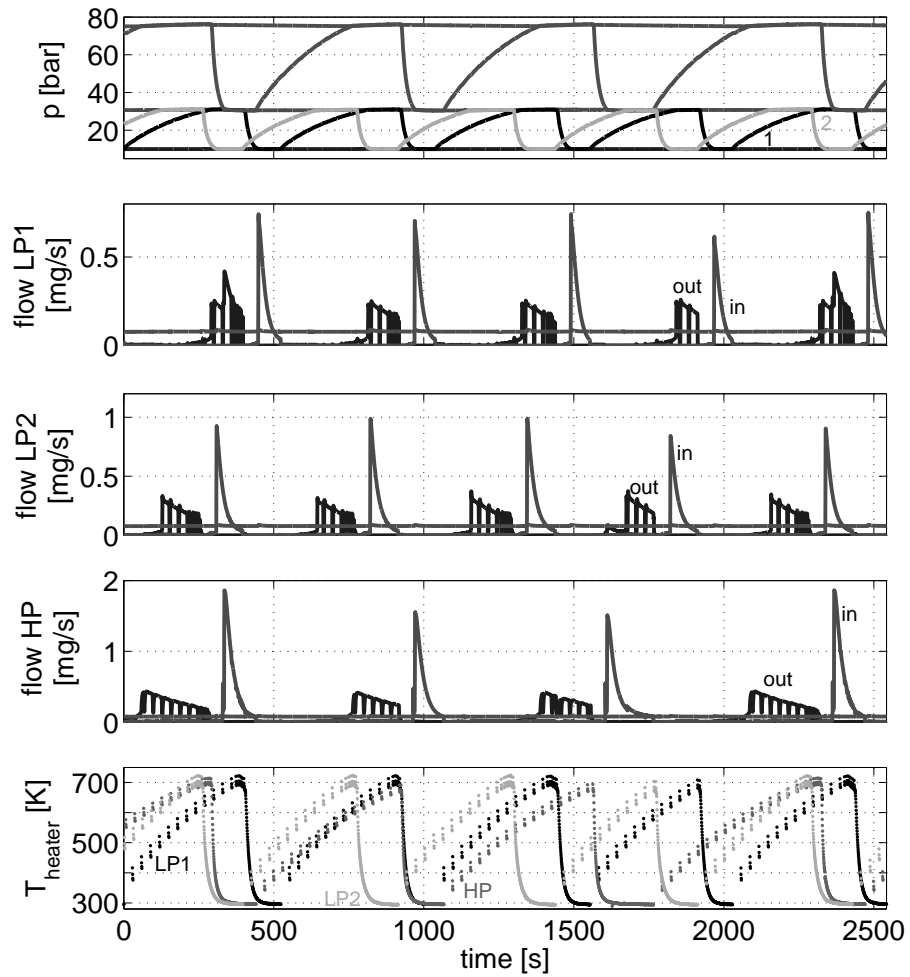 80
60
40
20
p [bar]
1
2
0.5
0
flow LP1
[mg/s]
out
in
1
0.5
0
flow LP2
[mg/s]
in
out
2
1
0
flow HP
[mg/s]
in
out
700
500
300
T_heater [K]
LP1
LP2
HP
0 500 1000 1500 2000 2500
time [s]